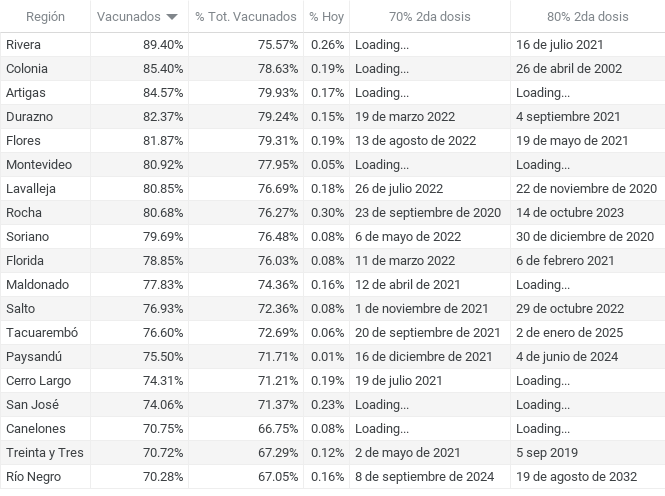 Región Vacunados % Tot. Vacunados % Hoy 70% 2da dosis 80% 2da dosis
Rivera 89.40% 75.57% 0.26% Loading... 16 de julio 2021
Colonia 85.40% 78.63% 0.19% Loading... 26 de abril de 2002
Artigas 84.57% 79.93% 0.17% Loading... Loading...
Durazno 82.37% 79.24% 0.15% 19 de marzo 2022 4 septiembre 2021
Flores 81.87% 79.31% 0.19% 13 de agosto de 2022 19 de mayo de 2021
Montevideo 80.92% 77.95% 0.05% Loading... Loading...
Lavalleja 80.85% 76.69% 0.18% 26 de julio 2022 22 de noviembre de 2020
Rocha 80.68% 76.27% 0.30% 23 de septiembre de 2020 14 de octubre 2023
Soriano 79.69% 76.48% 0.08% 6 de mayo de 2022 30 de diciembre de 2020
Florida 78.85% 76.03% 0.08% 11 de marzo 2022 6 de febrero 2021
Maldonado 77.83% 74.36% 0.16% 12 de abril de 2021 Loading...
Salto 76.93% 72.36% 0.08% 1 de noviembre de 2021 29 de octubre 2022
Tacuarembó 76.60% 72.69% 0.06% 20 de septiembre de 2021 2 de enero de 2025
Paysandú 75.50% 71.71% 0.01% 16 de diciembre de 2021 4 de junio de 2024
Cerro Largo 74.31% 71.21% 0.19% 19 de julio 2021 Loading...
San José 74.06% 71.37% 0.23% Loading... Loading...
Canelones 70.75% 66.75% 0.08% Loading... Loading...
Treinta y Tres 70.72% 67.29% 0.12% 2 de mayo de 2021 5 sep 2019
Río Negro 70.28% 67.05% 0.16% 8 de septiembre de 2024 19 de agosto de 2032